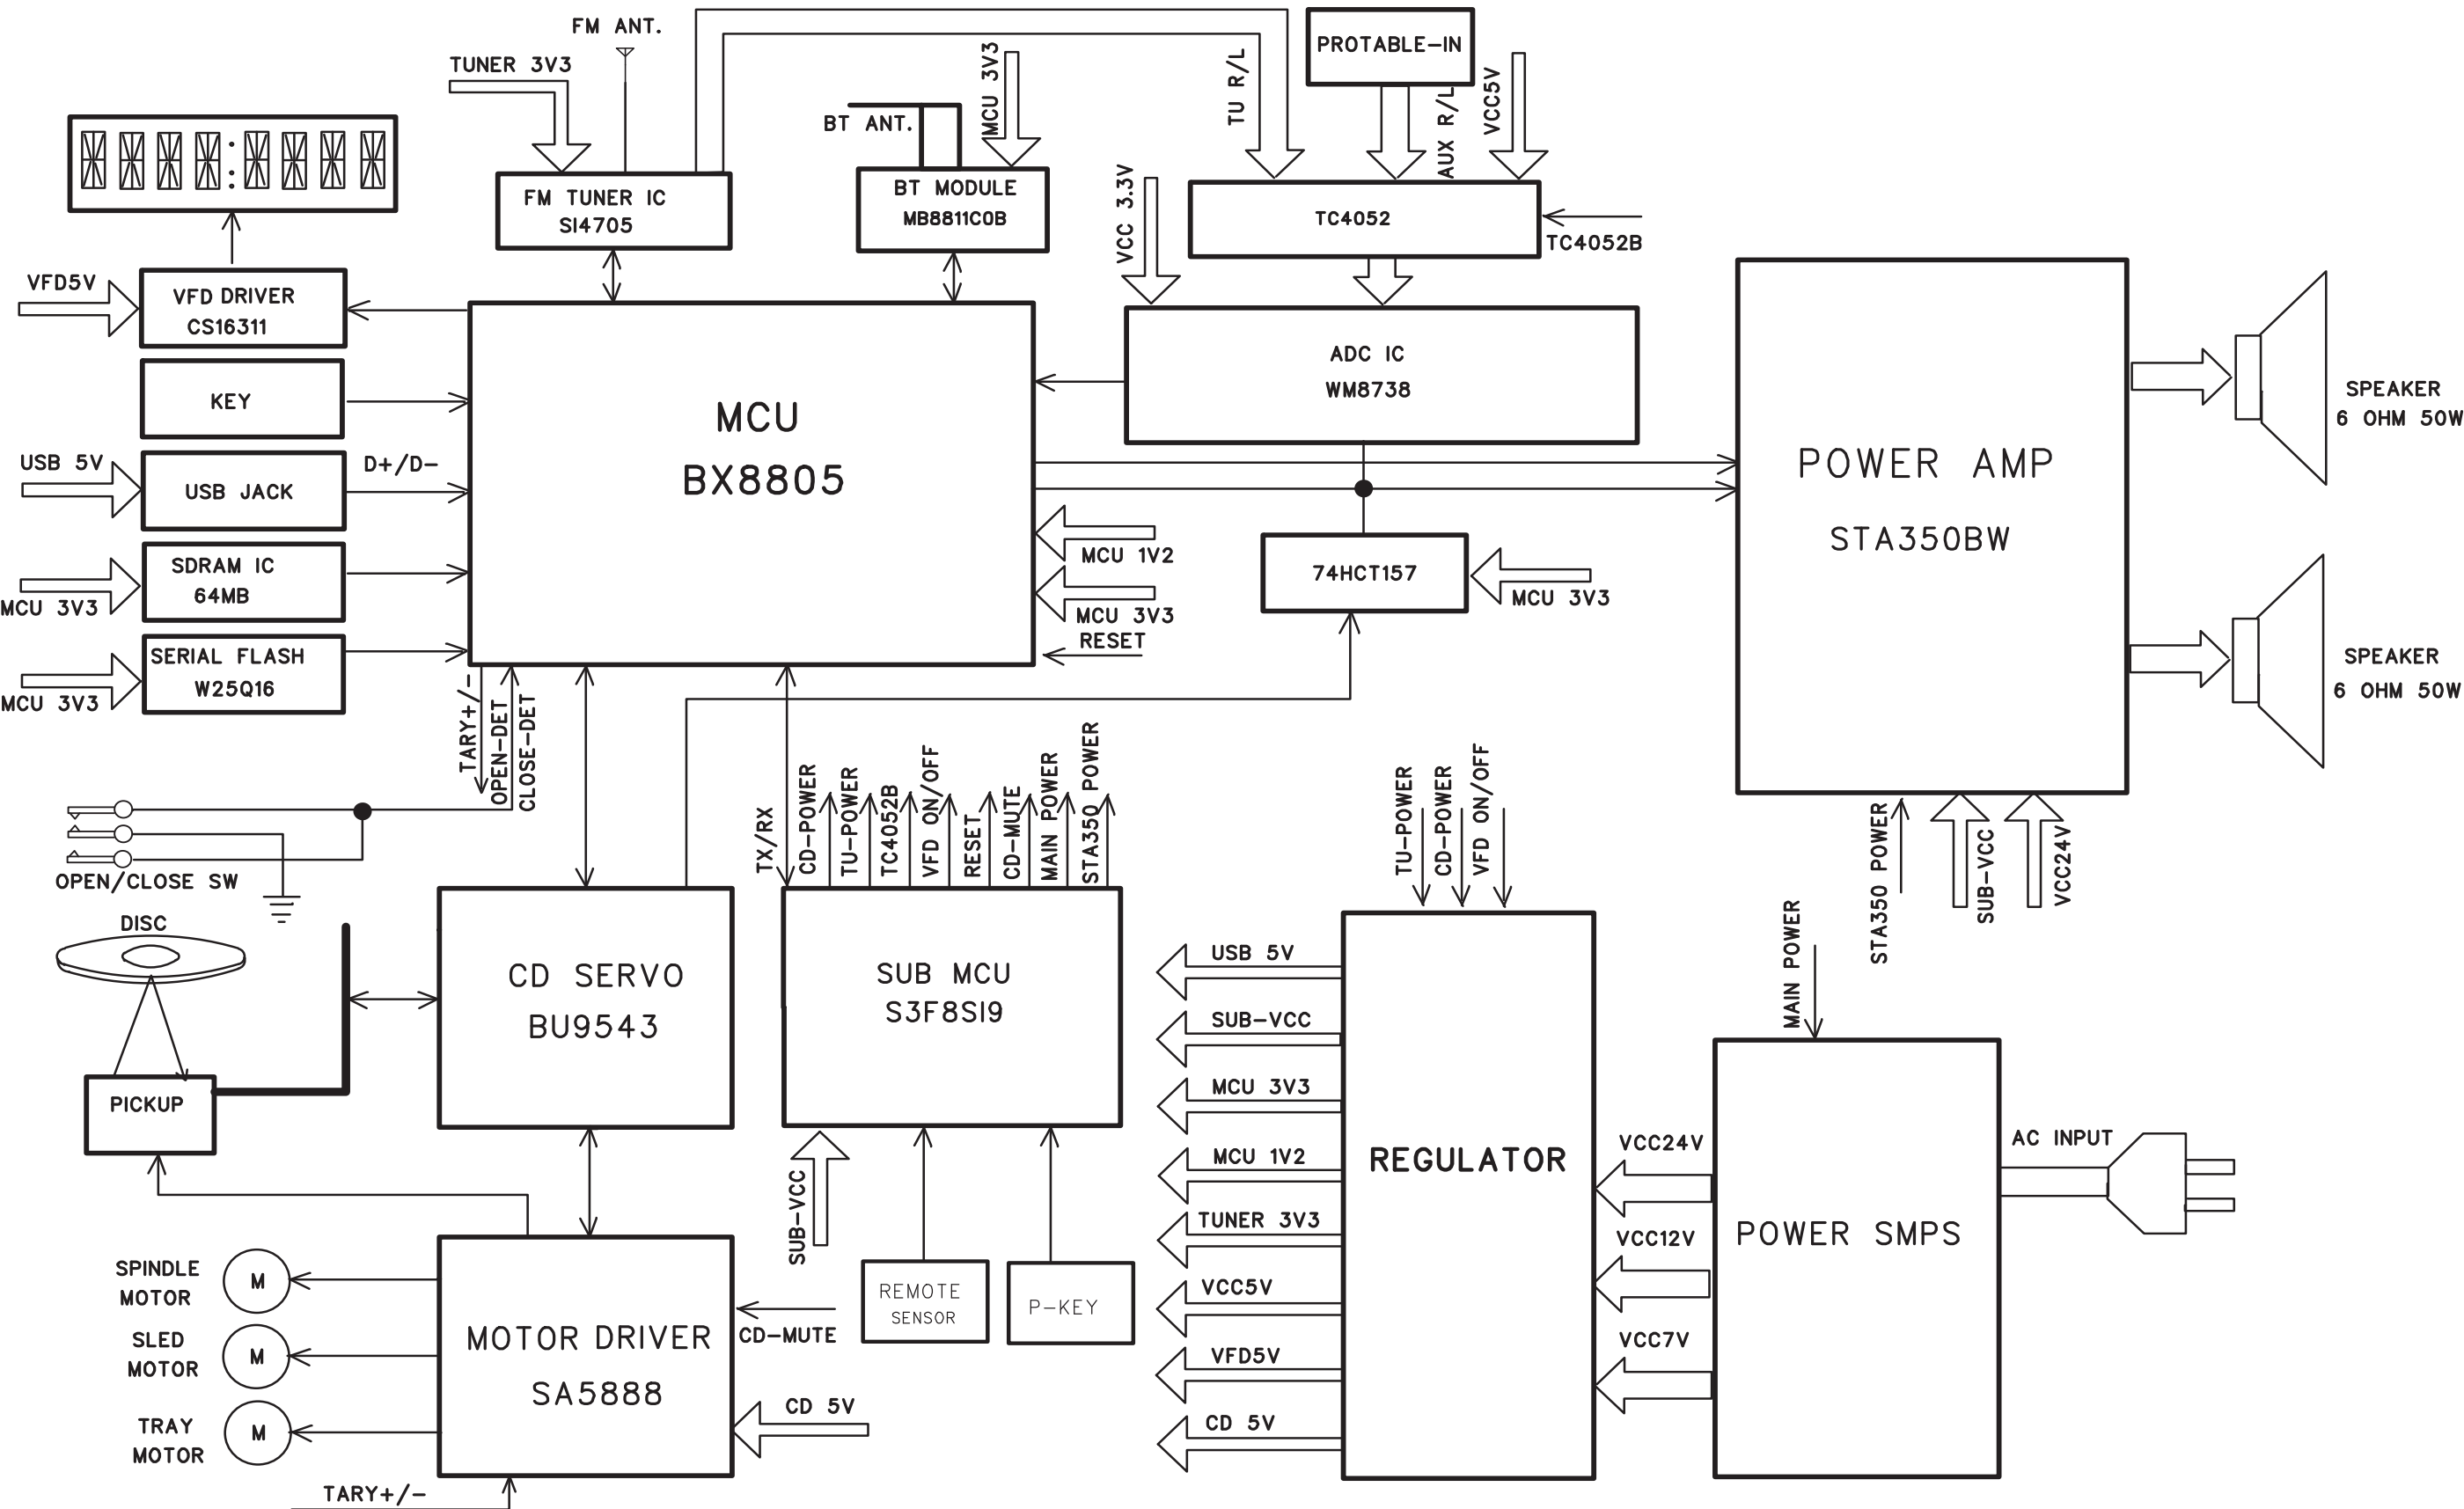 FM ANT.
TUNER 3V3
BT ANT.
MCU 3V3
TU R/L
PROTABLE-IN
AUX R/L
VCC5V
FM TUNER IC
SI4705
BT MODULE
MB8811C0B
VCC 3.3V
TC4052
TC4052B
VFD5V
VFD DRIVER
CS16311
KEY
USB 5V
USB JACK
D+/D-
SDRAM IC
64MB
MCU 3V3
SERIAL FLASH
W25Q16
MCU 3V3
MCU
BX8805
ADC IC
WM8738
MCU 1V2
MCU 3V3
RESET
74HCT157
MCU 3V3
POWER AMP
STA350BW
SPEAKER
6 OHM 50W
SPEAKER
6 OHM 50W
TARY+/-
OPEN-DET
CLOSE-DET
TX/RX
CD-POWER
TU-POWER
TC4052B
VFD ON/OFF
RESET
CD-MUTE
MAIN POWER
STA350 POWER
TU-POWER
CD-POWER
VFD ON/OFF
STA350 POWER
SUB-VCC
VCC24V
MAIN POWER
OPEN/CLOSE SW
DISC
PICKUP
CD SERVO
BU9543
SUB MCU
S3F8SI9
SUB-VCC
REMOTE
SENSOR
P-KEY
USB 5V
SUB-VCC
MCU 3V3
MCU 1V2
TUNER 3V3
VCC5V
VFD5V
CD 5V
REGULATOR
VCC24V
VCC12V
VCC7V
POWER SMPS
AC INPUT
SPINDLE
MOTOR
M
SLED
MOTOR
M
TRAY
MOTOR
M
MOTOR DRIVER
SA5888
CD-MUTE
CD 5V
TARY+/-